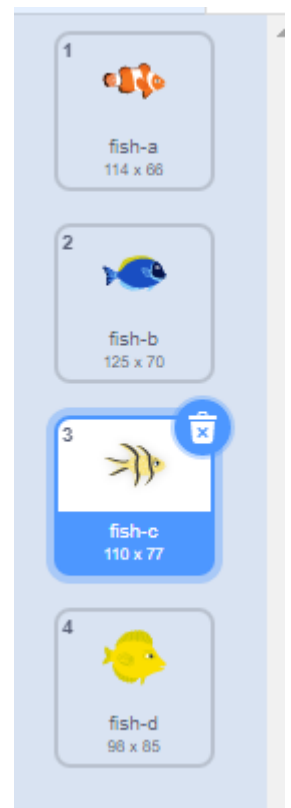 1
fish-a
114 x 66
2
fish-b
125 x 70
3
fish-c
110 x 77
4
fish-d
98 x 85